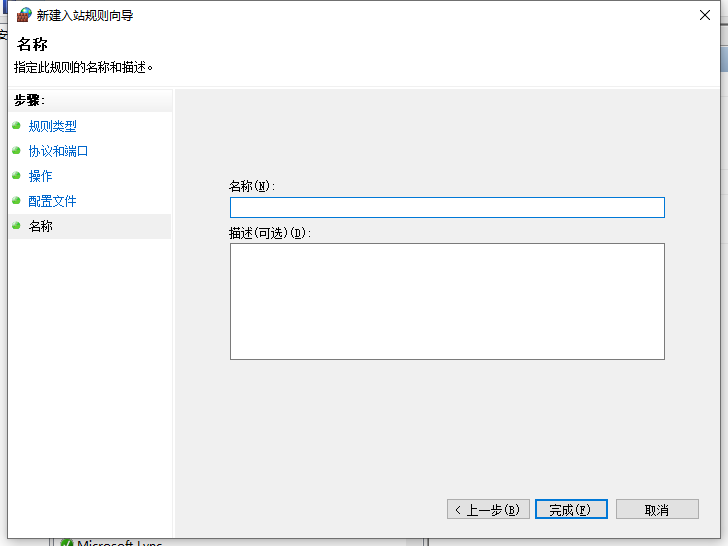 新建入站规则向导
名称
指定此规则的名称和描述。
步骤:
规则类型
协议和端口
操作
配置文件
名称
名称(N):
描述(可选)(D):
< 上一步(B)
完成(F)
取消
Microsoft Lync